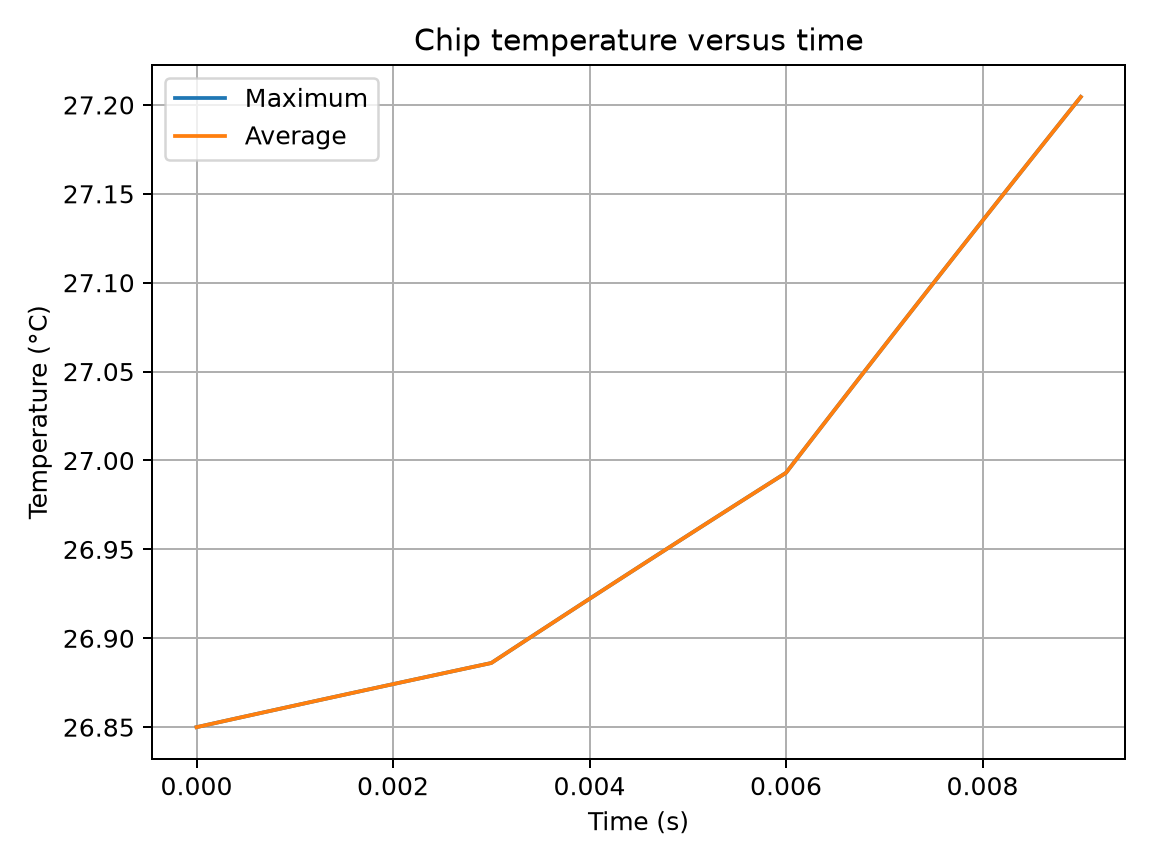 Chip temperature versus time
Maximum
Average
27.20
27.15
27.10
27.05
27.00
26.95
26.90
26.85
Temperature (°C)
0.000 0.002 0.004 0.006 0.008
Time (s)